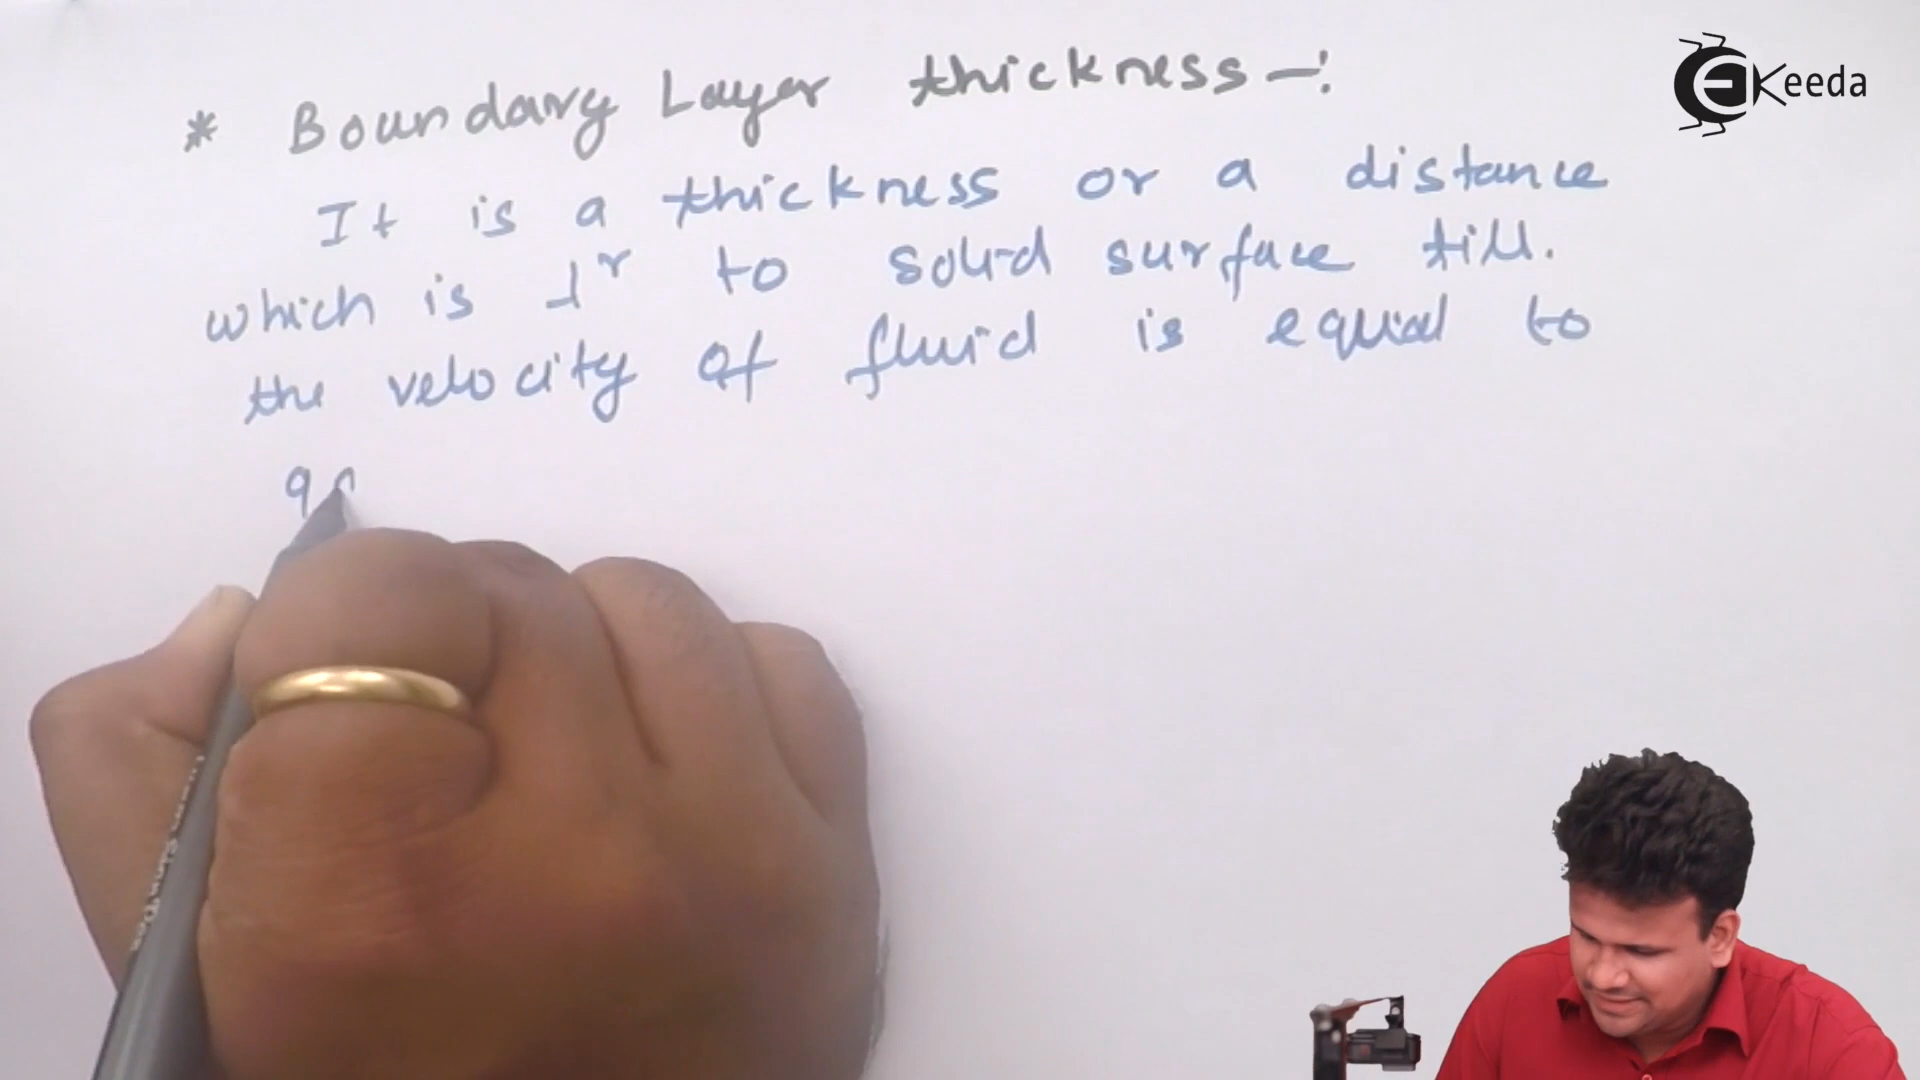 * Boundary Layer thickness -:
It is a thickness or a distance
which is ⊥r to solid surface till.
the velocity of fluid is equal to
99
EKeeda